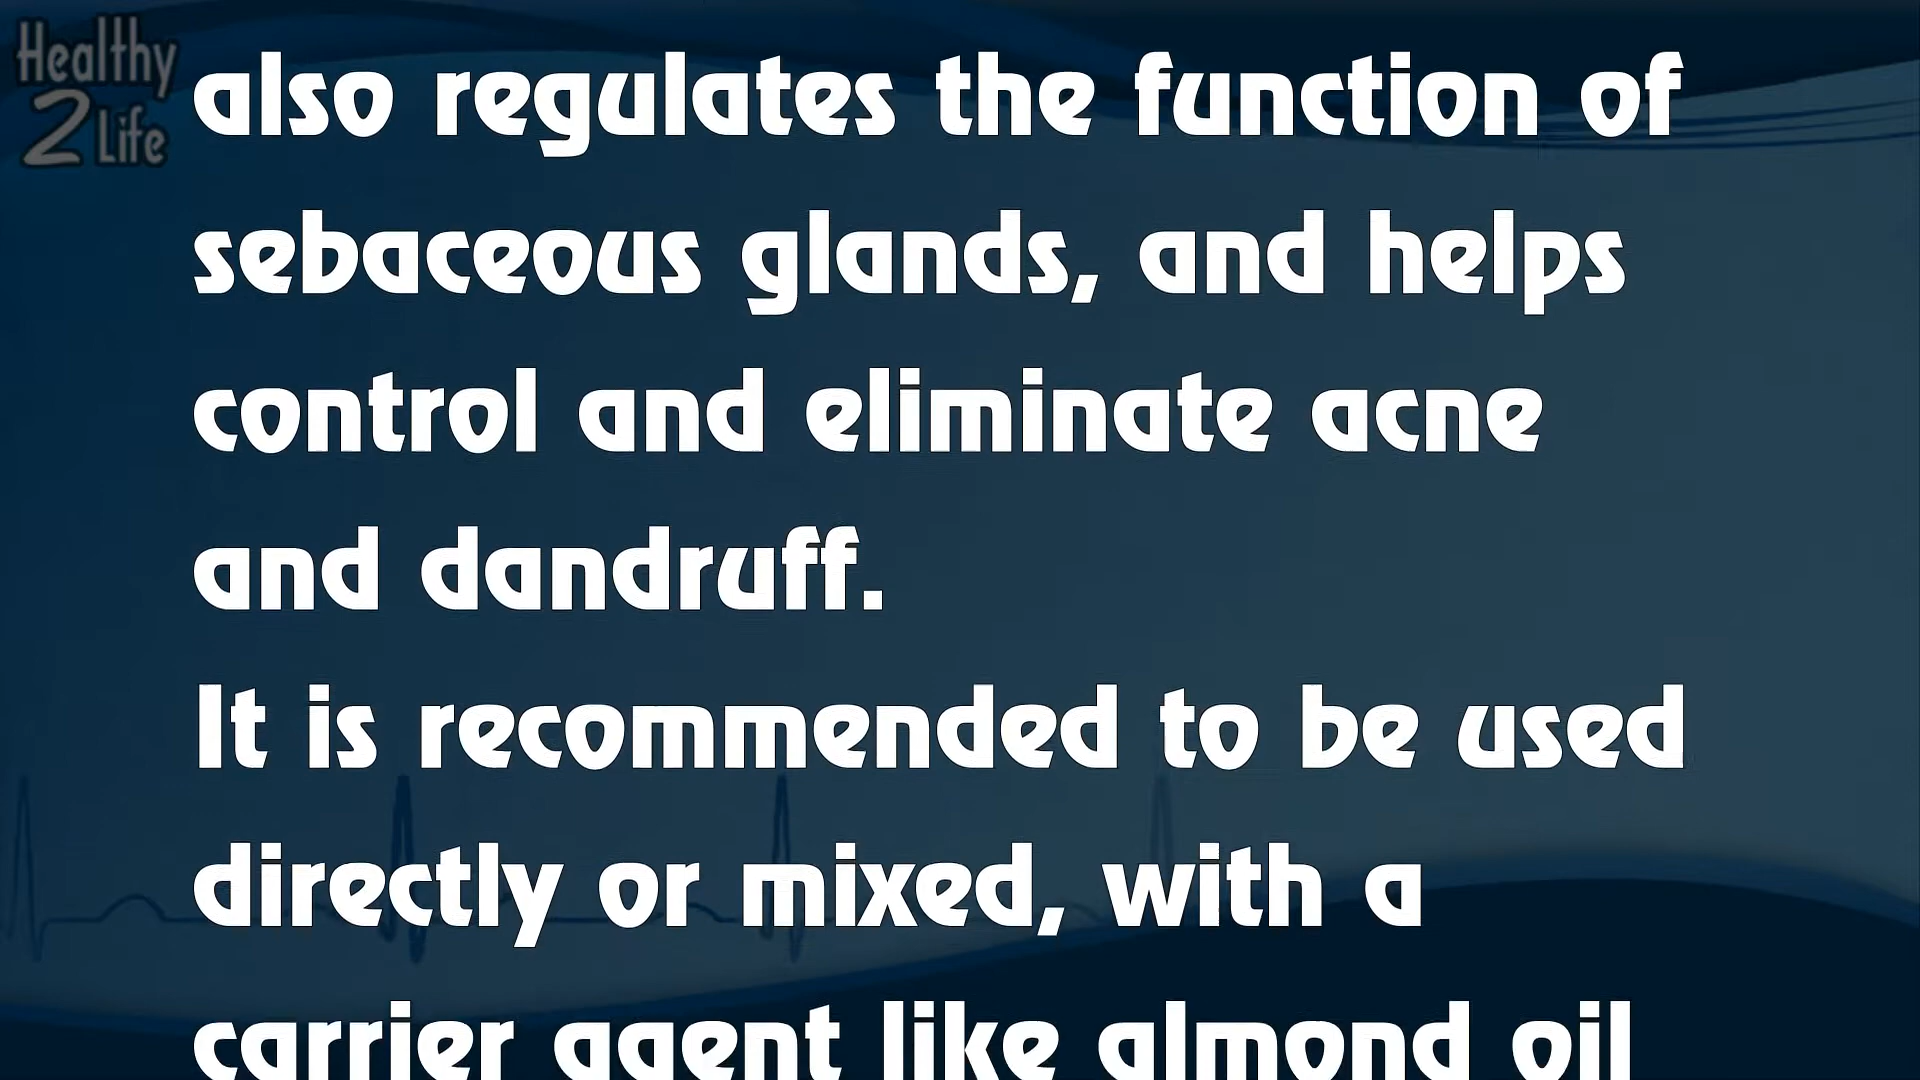 Healthy
2 Life
also regulates the function of
sebaceous glands, and helps
control and eliminate acne
and dandruff.
It is recommended to be used
directly or mixed, with a
carrier agent like almond oil